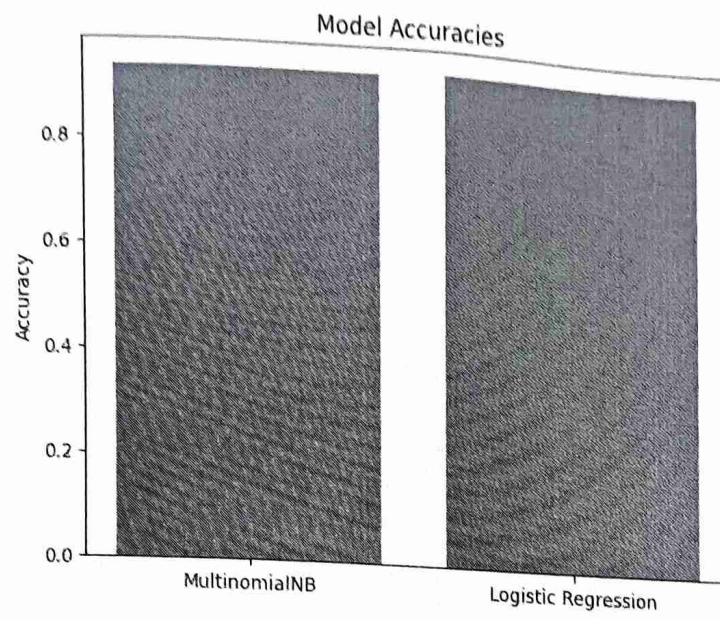 Model Accuracies
Accuracy
0.8
0.6
0.4
0.2
0.0
MultinomialNB
Logistic Regression